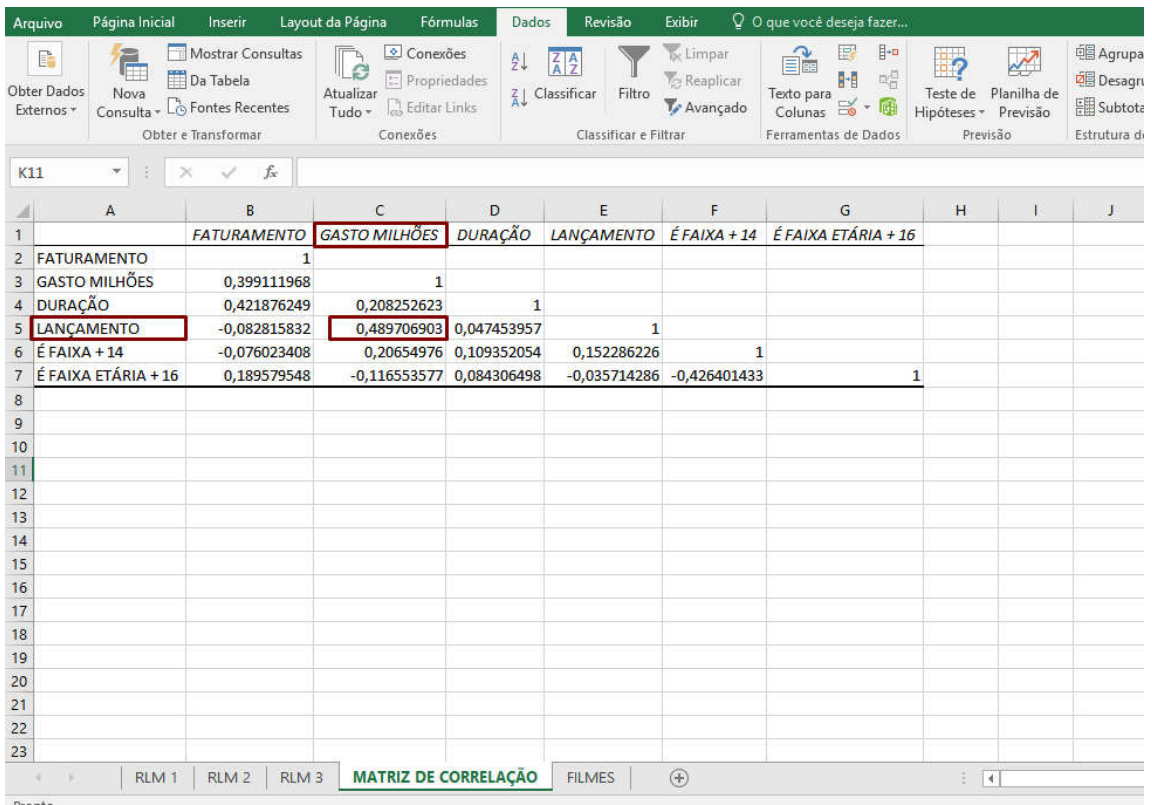 Arquivo Página Inicial Inserir Layout da Página Fórmulas Dados Revisão Exibir O que você deseja fazer...
Obter Dados Externos
Nova Consulta
Mostrar Consultas
Da Tabela
Fontes Recentes
Obter e Transformar
Atualizar Tudo
Conexões
Propriedades
Editar Links
Conexões
Classificar
Filtro
Limpar
Reaplicar
Avançado
Classificar e Filtrar
Texto para Colunas
Ferramentas de Dados
Teste de Hipóteses
Planilha de Previsão
Previsão
Agrupa
Desagru
Subtota
Estrutura d
K11 fx
A B C D E F G H I J
1 FATURAMENTO GASTO MILHÕES DURAÇÃO LANÇAMENTO É FAIXA + 14 É FAIXA ETÁRIA + 16
2 FATURAMENTO 1
3 GASTO MILHÕES 0,399111968 1
4 DURAÇÃO 0,421876249 0,208252623 1
5 LANÇAMENTO -0,082815832 0,489706903 0,047453957 1
6 É FAIXA + 14 -0,076023408 0,20654976 0,109352054 0,152286226 1
7 É FAIXA ETÁRIA + 16 0,189579548 -0,116553577 0,084306498 -0,035714286 -0,426401433 1
8
9
10
11
12
13
14
15
16
17
18
19
20
21
22
23
RLM 1 RLM 2 RLM 3 MATRIZ DE CORRELAÇÃO FILMES